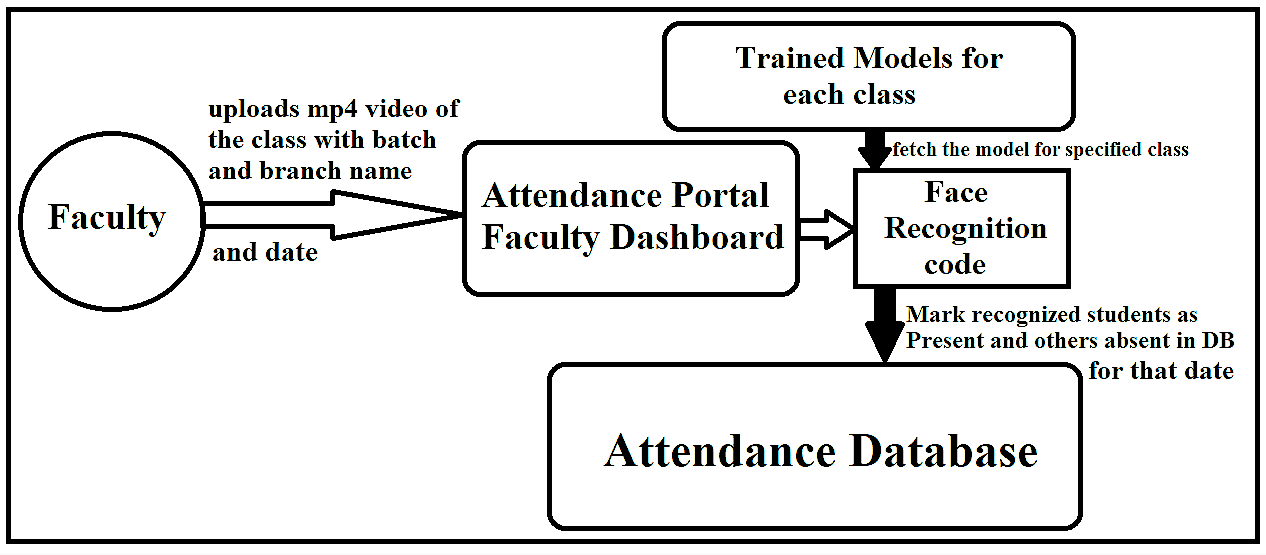 Trained Models for
each class
uploads mp4 video of
the class with batch
and branch name
fetch the model for specified class
Faculty
Attendance Portal
Faculty Dashboard
Face
Recognition
code
and date
Mark recognized students as
Present and others absent in DB
for that date
Attendance Database